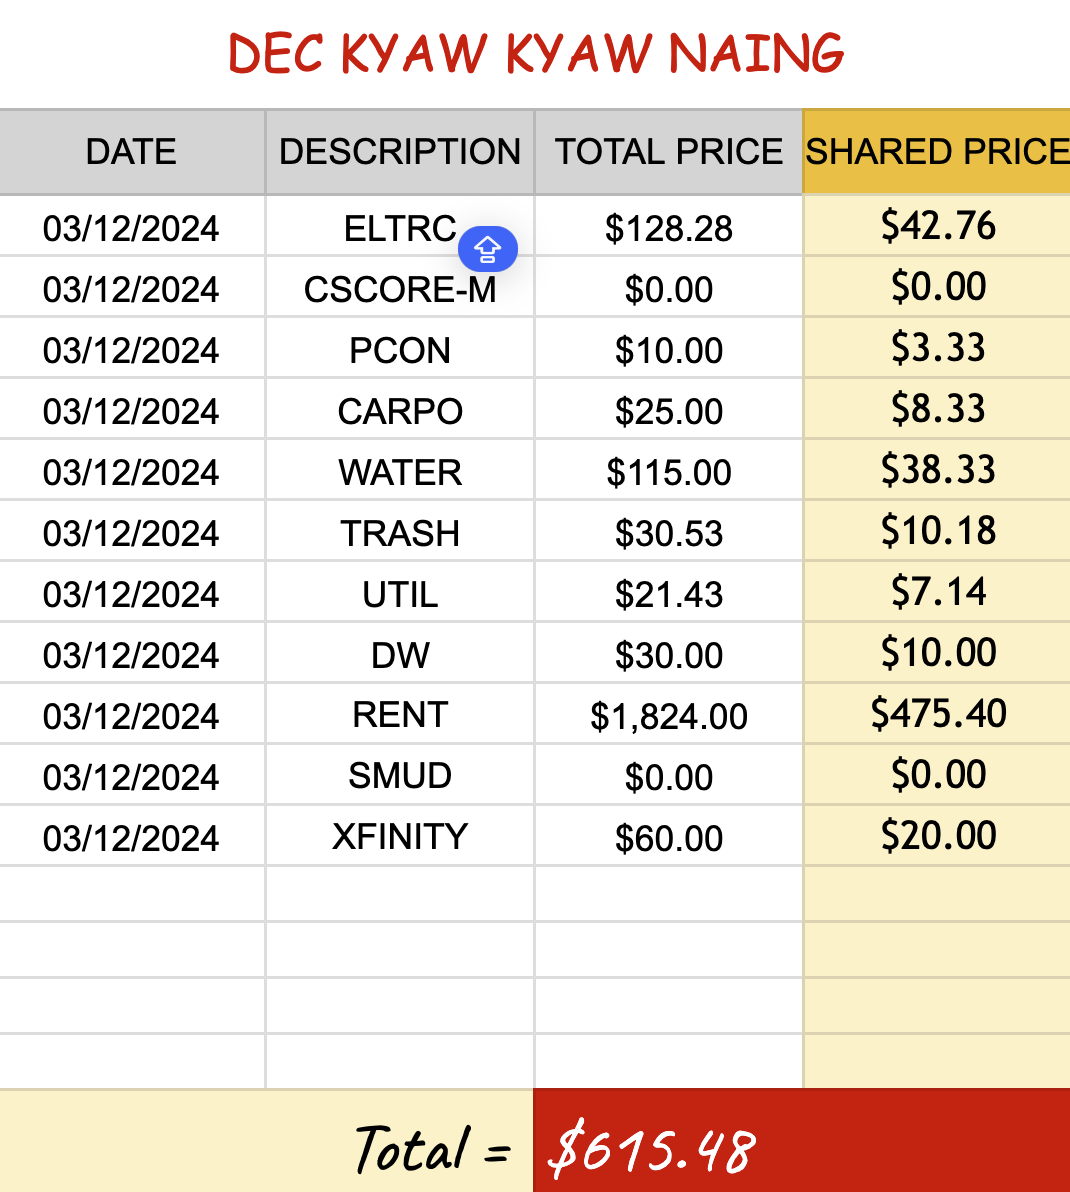 DEC KYAW KYAW NAING
DATE DESCRIPTION TOTAL PRICE SHARED PRICE
03/12/2024 ELTRC $128.28 $42.76
03/12/2024 CSCORE-M $0.00 $0.00
03/12/2024 PCON $10.00 $3.33
03/12/2024 CARPO $25.00 $8.33
03/12/2024 WATER $115.00 $38.33
03/12/2024 TRASH $30.53 $10.18
03/12/2024 UTIL $21.43 $7.14
03/12/2024 DW $30.00 $10.00
03/12/2024 RENT $1,824.00 $475.40
03/12/2024 SMUD $0.00 $0.00
03/12/2024 XFINITY $60.00 $20.00
Total = $615.48